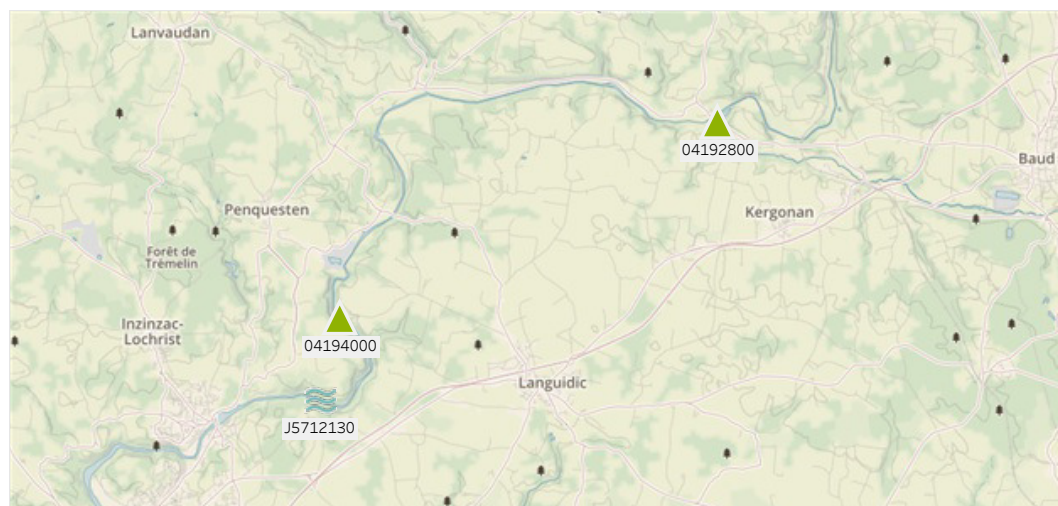 Lanvaudan
04192800
Baud
Penquesten
Kergonan
Forêt de
Trémelin
Inzinzac-
Lochrist
04194000
Languidic
J5712130